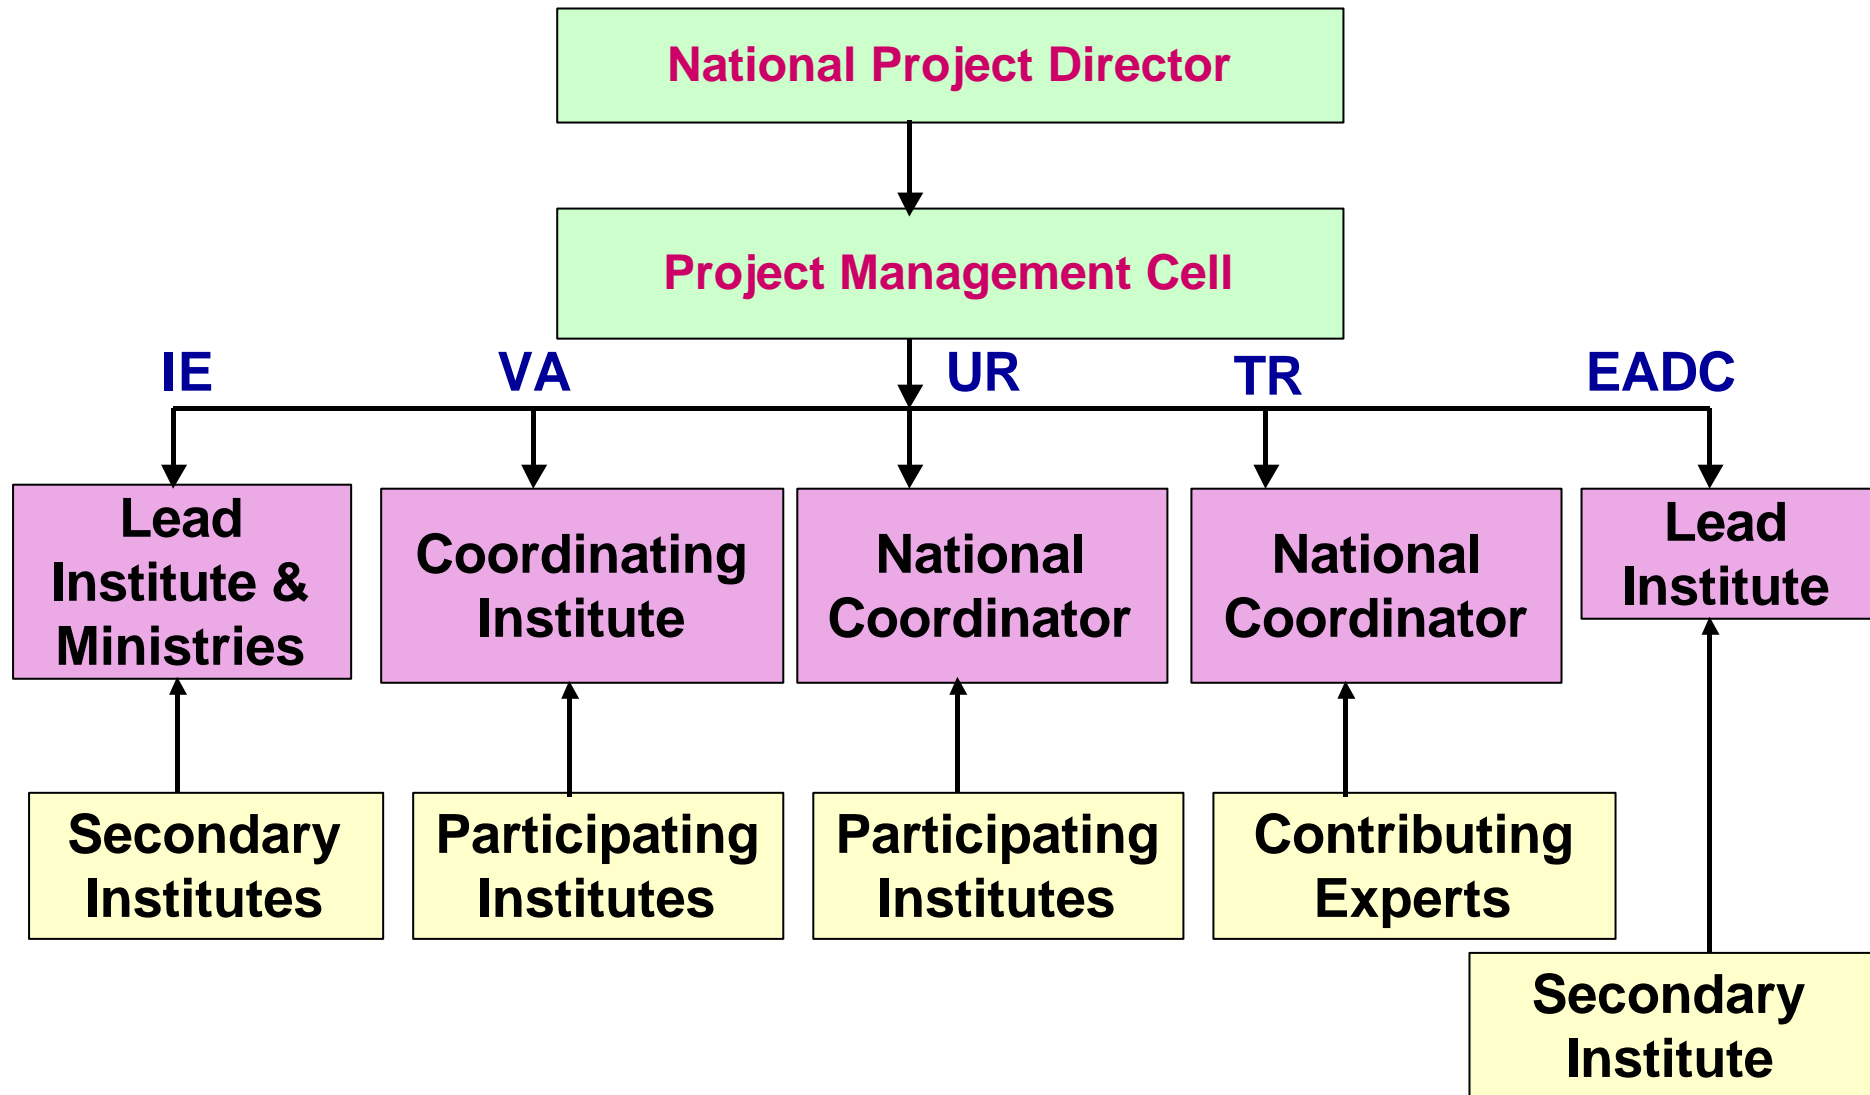 National Project Director
Project Management Cell
IE
VA
UR
TR
EADC
Lead
Institute &
Ministries
Coordinating
Institute
National
Coordinator
National
Coordinator
Lead
Institute
Secondary
Institutes
Participating
Institutes
Participating
Institutes
Contributing
Experts
Secondary
Institute